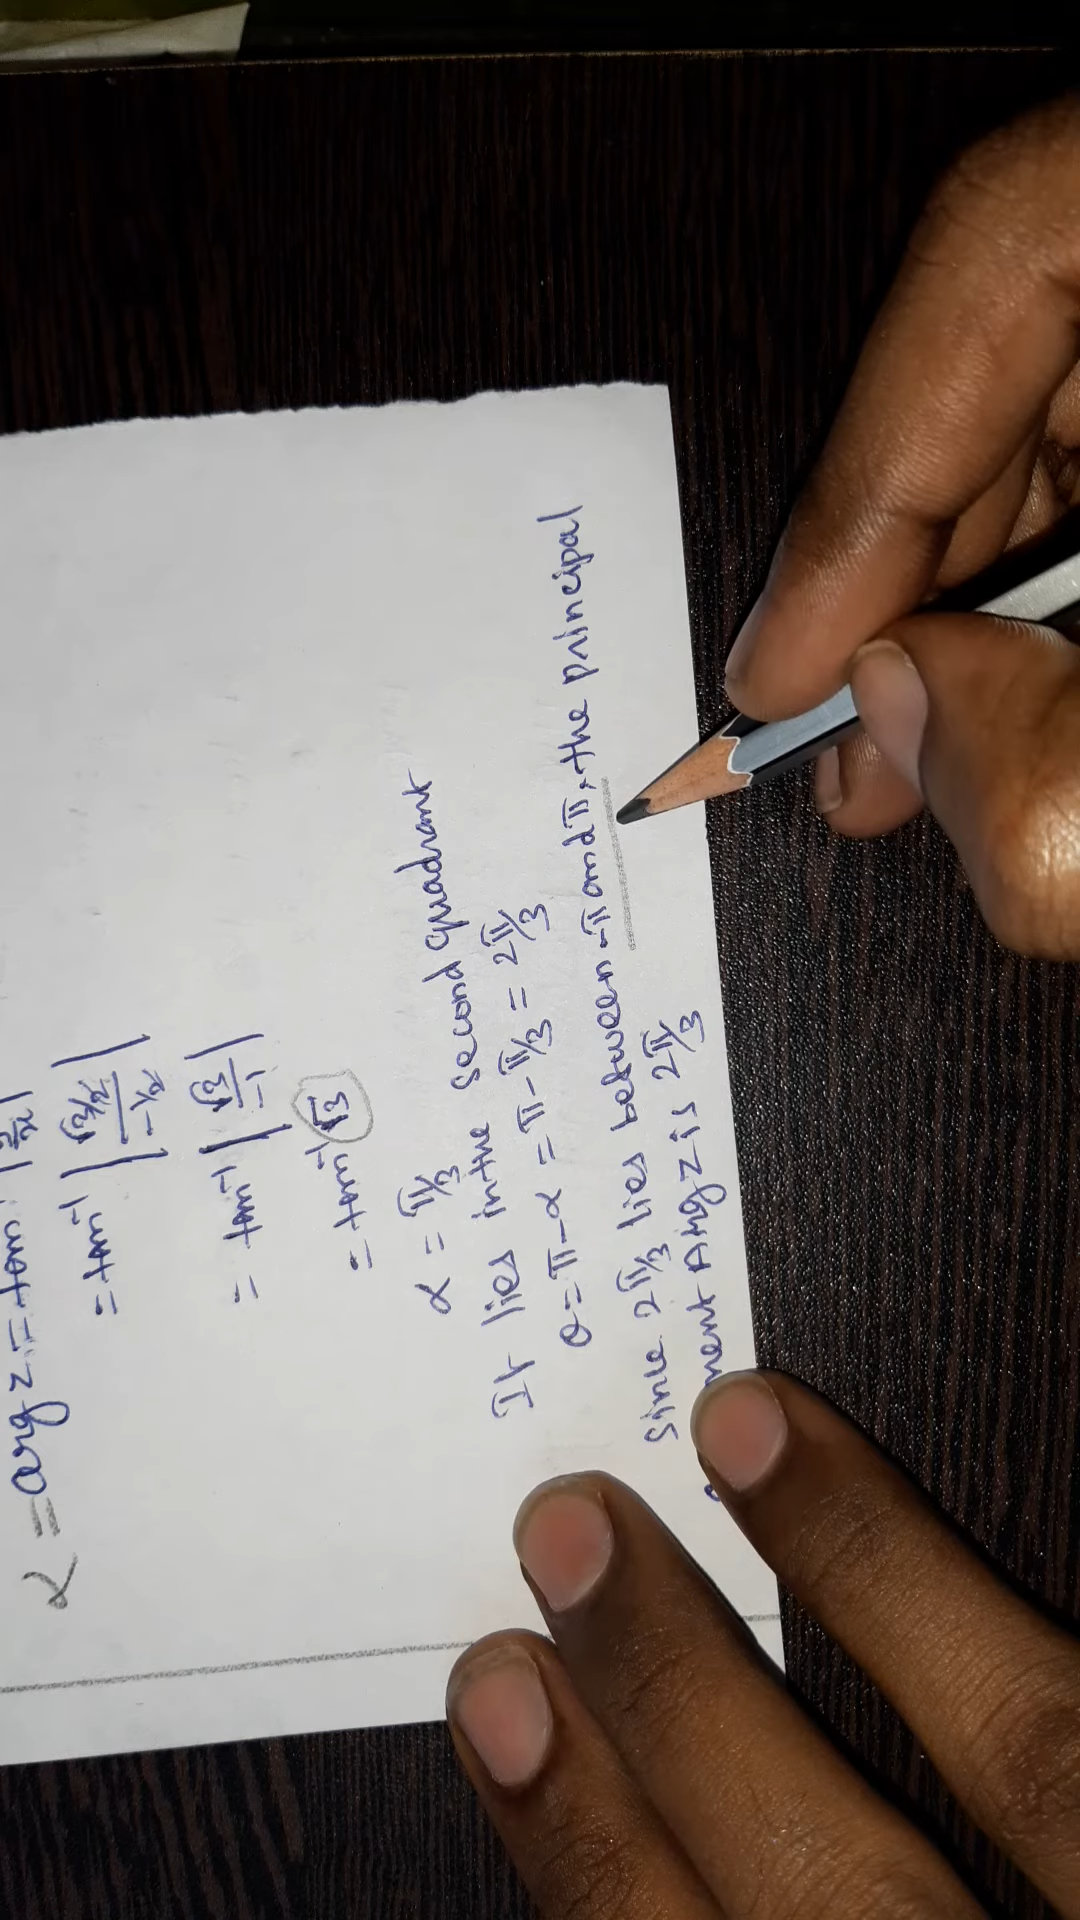 α = arg z = tan⁻¹ |y/x|
= tan⁻¹ | (√3/2)/(-1/2) |
= tan⁻¹ | √3/-1 |
= tan⁻¹ √3
α = π/3
It lies in the second quadrant
θ = π - α = π - π/3 = 2π/3
Since 2π/3 lies between -π and π, the principal
ment Arg z is 2π/3